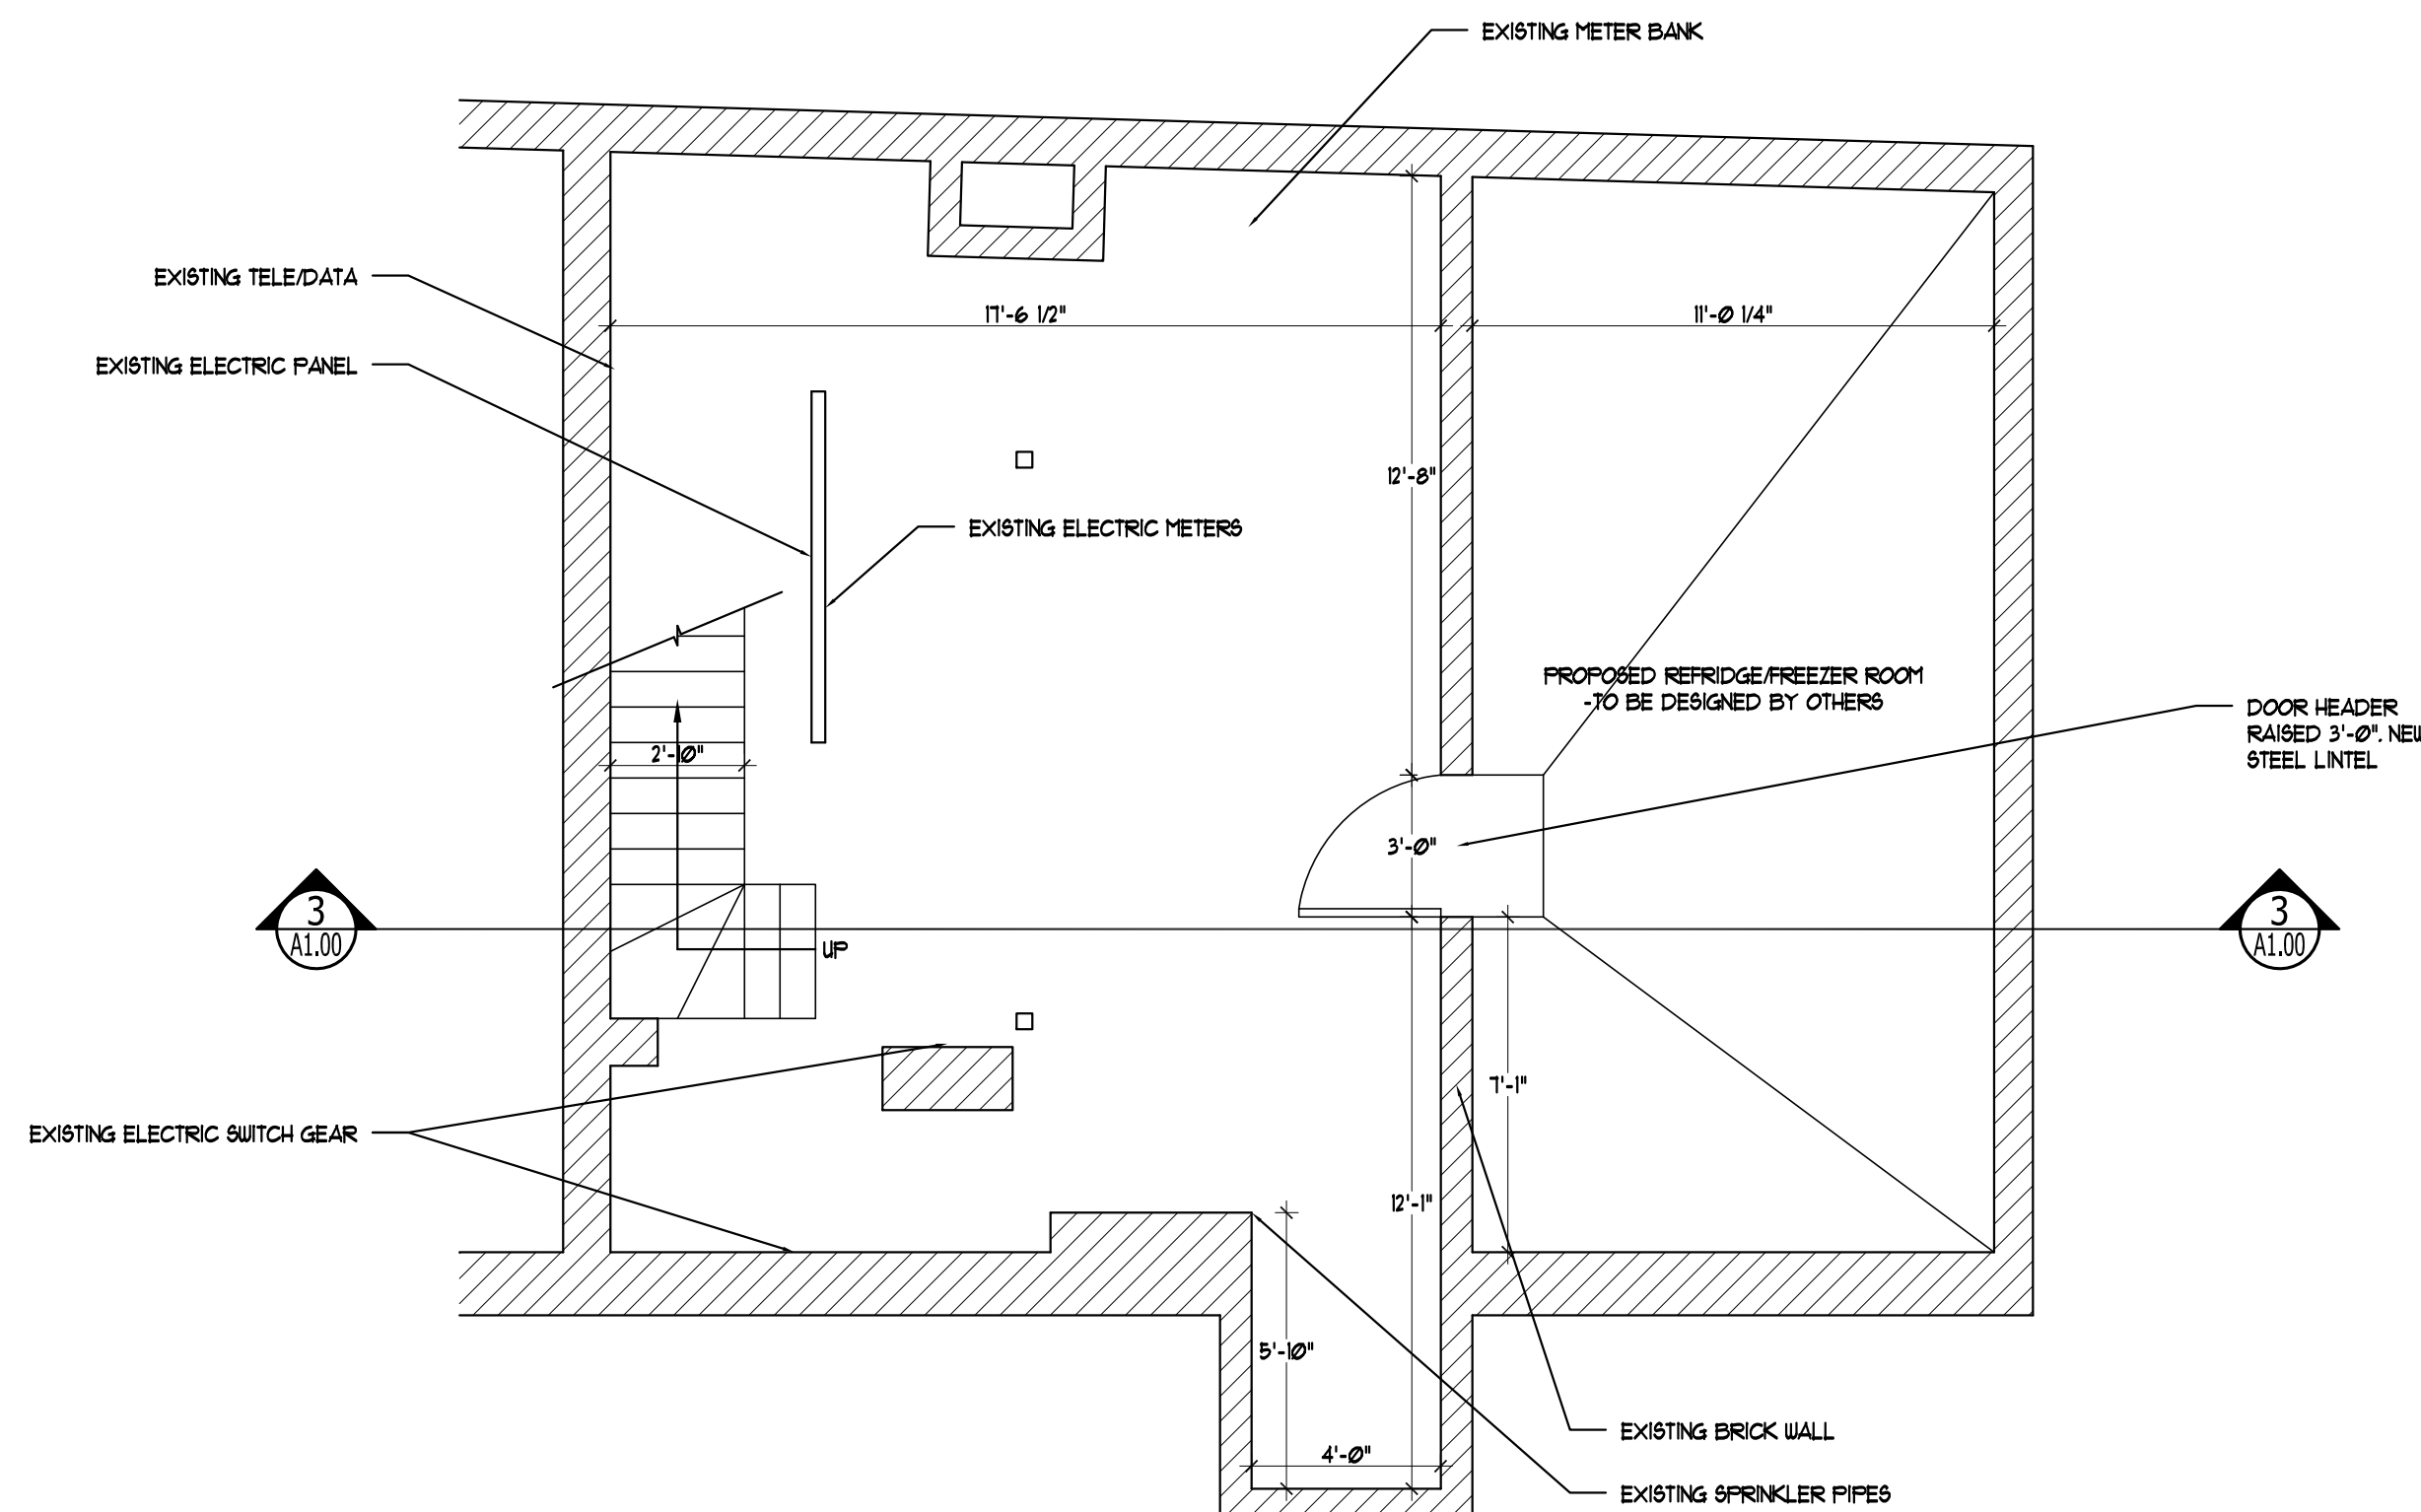 EXISTING METER BANK
EXISTING TELE/DATA
17'-6 1/2"
11'-0 1/4"
EXISTING ELECTRIC PANEL
12'-8"
EXISTING ELECTRIC METERS
PROPOSED REFRIDGE/FREEZER ROOM
-TO BE DESIGNED BY OTHERS
DOOR HEADER
RAISED 3'-0". NEW
STEEL LINTEL
2'-10"
3'-0"
3
A1.00
3
A1.00
UP
7'-1"
EXISTING ELECTRIC SWITCH GEAR
12'-1"
5'-10"
4'-0"
EXISTING BRICK WALL
EXISTING SPRINKLER PIPES